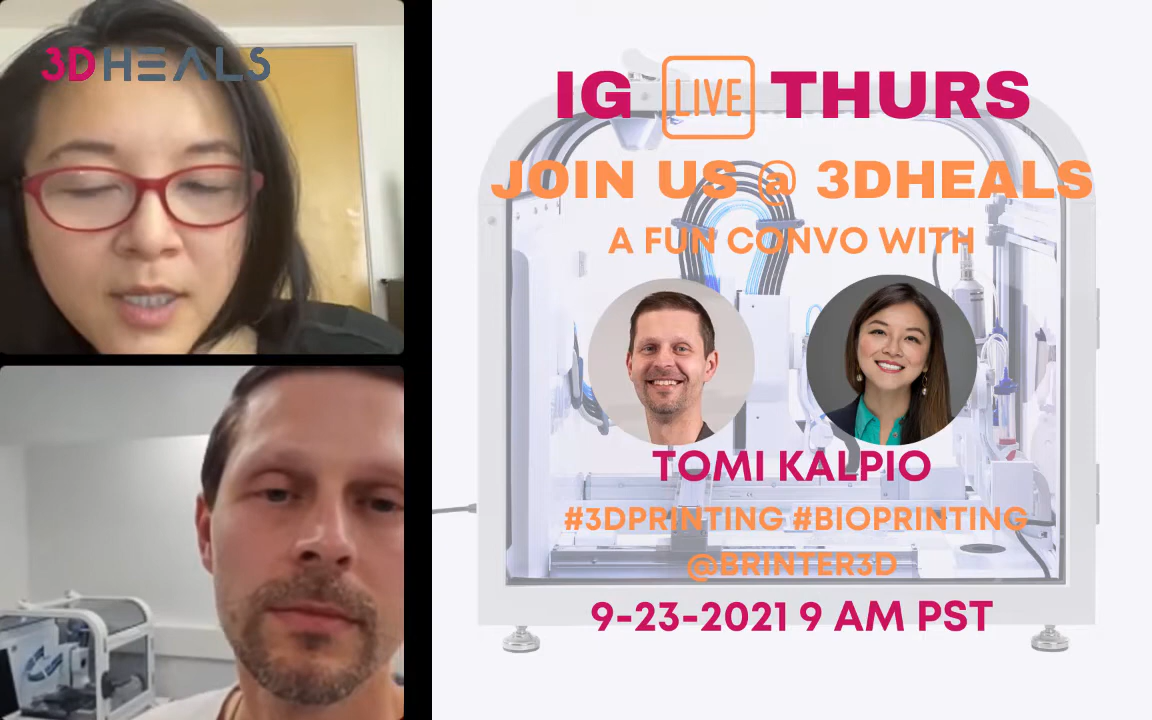 3DHEALS
IG LIVE THURS
JOIN US @ 3DHEALS
A FUN CONVO WITH
TOMI KALPIO
#3DPRINTING #BIOPRINTING
@BRINTER3D
9-23-2021 9 AM PST